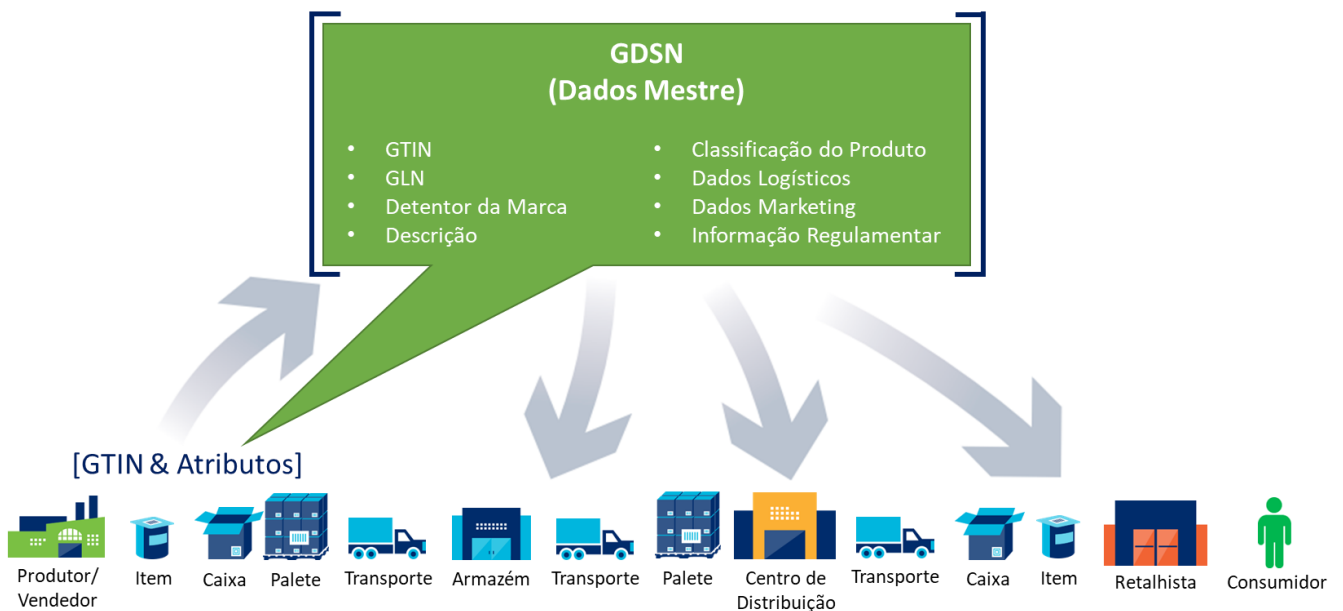 GDSN
(Dados Mestre)
• GTIN
• GLN
• Detentor da Marca
• Descrição
• Classificação do Produto
• Dados Logísticos
• Dados Marketing
• Informação Regulamentar
[GTIN & Atributos]
Produtor/
Vendedor
Item
Caixa
Palete
Transporte
Armazém
Transporte
Palete
Centro de
Distribuição
Transporte
Caixa
Item
Retalhista
Consumidor